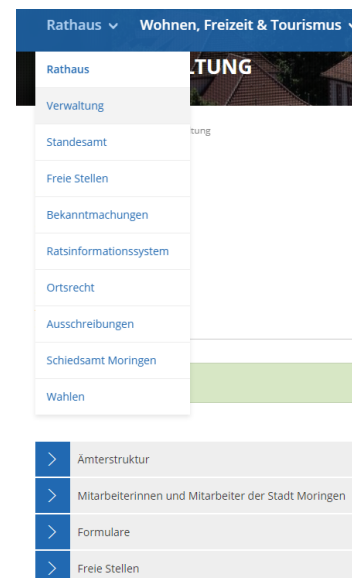 Rathaus Wohnen, Freizeit & Tourismus
Rathaus
LTUNG
Verwaltung
tung
Standesamt
Freie Stellen
Bekanntmachungen
Ratsinformationssystem
Ortsrecht
Ausschreibungen
Schiedsamt Moringen
Wahlen
Ämterstruktur
Mitarbeiterinnen und Mitarbeiter der Stadt Moringen
Formulare
Freie Stellen